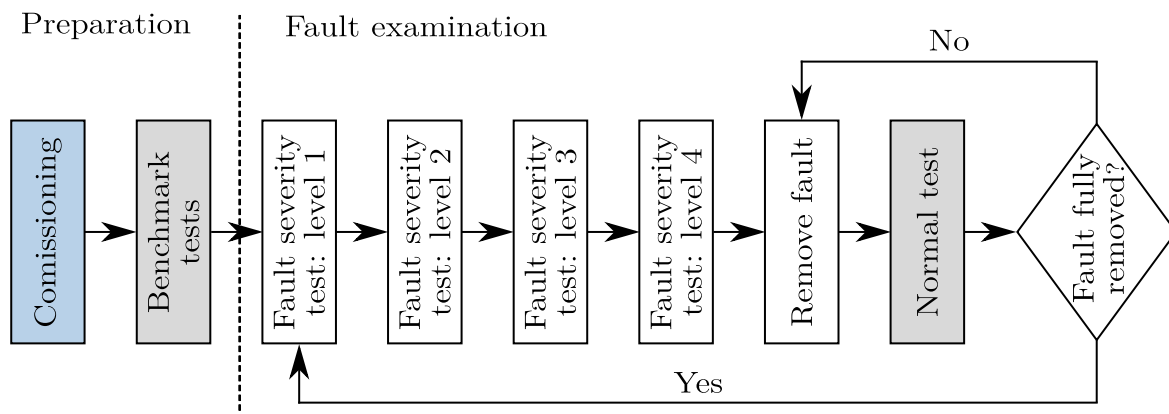 Preparation
Fault examination
No
Comissioning
Benchmark
tests
Fault severity
test: level 1
Fault severity
test: level 2
Fault severity
test: level 3
Fault severity
test: level 4
Remove fault
Normal test
Fault fully
removed?
Yes